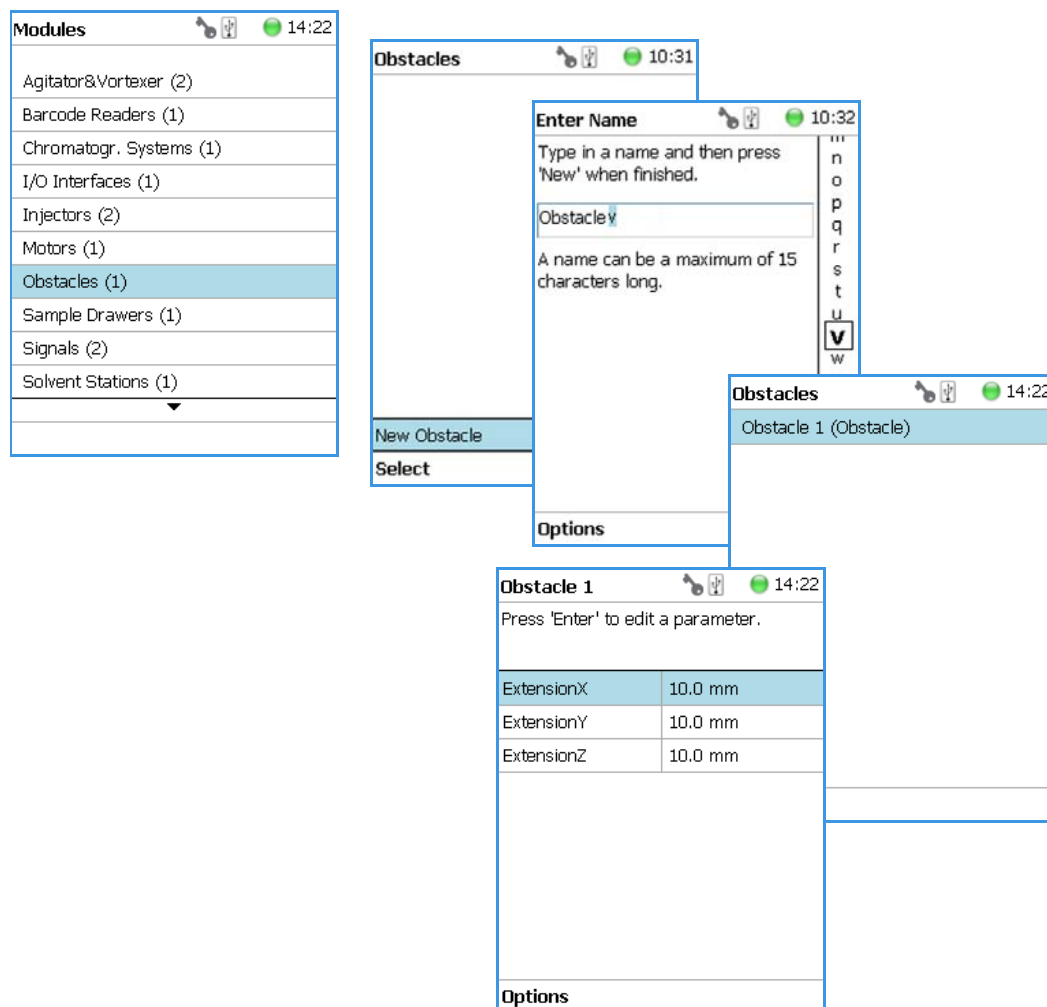 Modules 14:22
Agitator&Vortexer (2)
Barcode Readers (1)
Chromatogr. Systems (1)
I/O Interfaces (1)
Injectors (2)
Motors (1)
Obstacles (1)
Sample Drawers (1)
Signals (2)
Solvent Stations (1)
Obstacles 10:31
New Obstacle
Select
Enter Name 10:32
Type in a name and then press
'New' when finished.
Obstaclev
A name can be a maximum of 15
characters long.
m
n
o
p
q
r
s
t
u
v
w
Options
Obstacles 14:22
Obstacle 1 (Obstacle)
Obstacle 1 14:22
Press 'Enter' to edit a parameter.
ExtensionX 10.0 mm
ExtensionY 10.0 mm
ExtensionZ 10.0 mm
Options